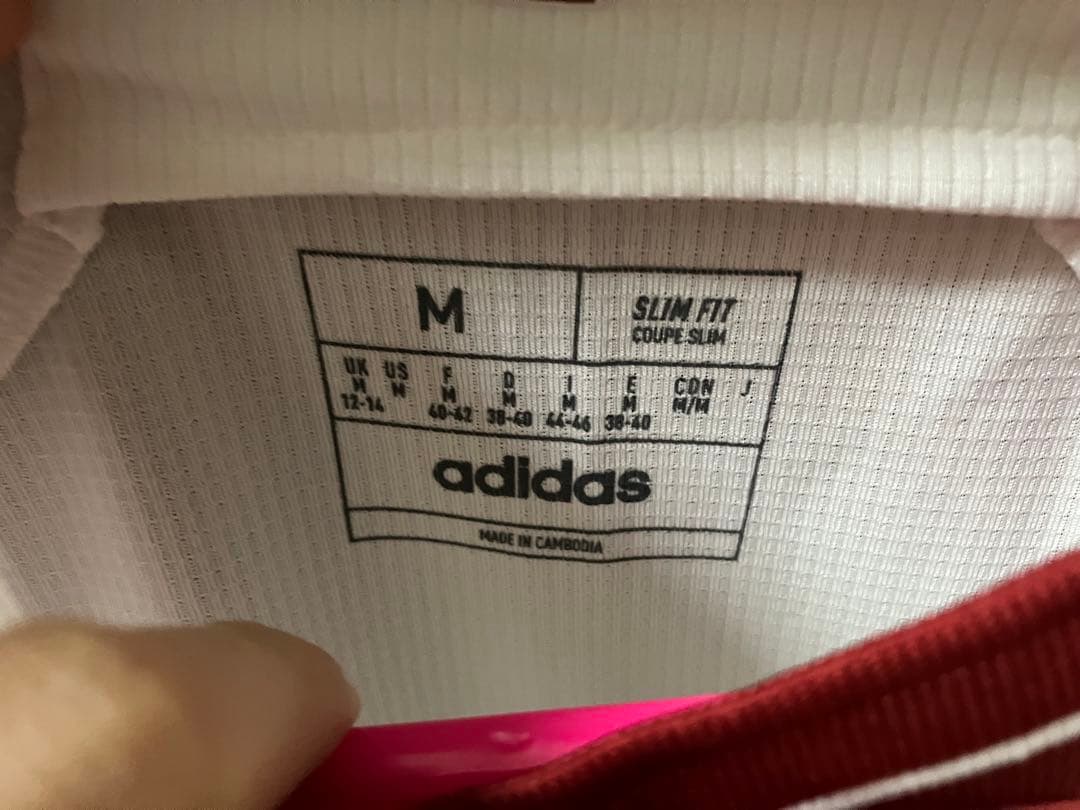 M
SLIM FIT
COUPE SLIM
UK US F D I E CDN J
M M M M M M M/M
12-14 40-42 38-40 44-46 38-40
adidas
MADE IN CAMBODIA